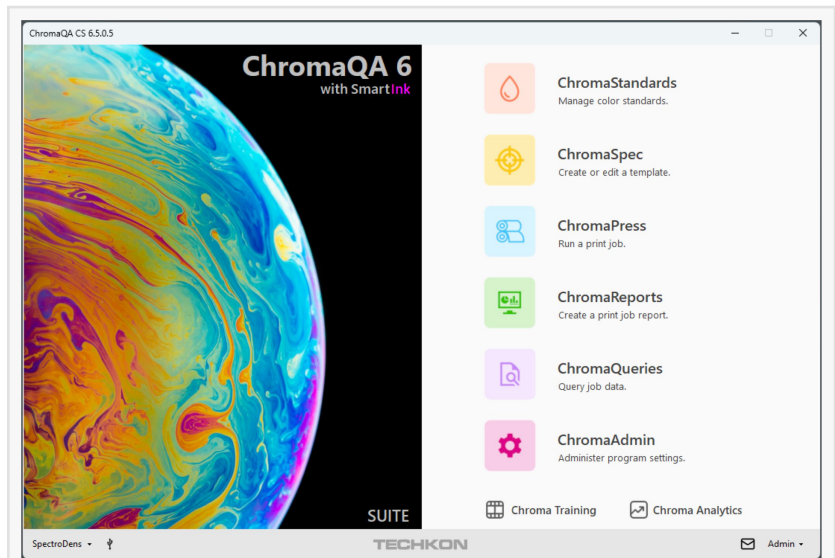 ChromaQA CS 6.5.0.5
ChromaQA 6
with SmartInk
SUITE
ChromaStandards
Manage color standards.
ChromaSpec
Create or edit a template.
ChromaPress
Run a print job.
ChromaReports
Create a print job report.
ChromaQueries
Query job data.
ChromaAdmin
Administer program settings.
Chroma Training
Chroma Analytics
SpectroDens
TECHKON
Admin